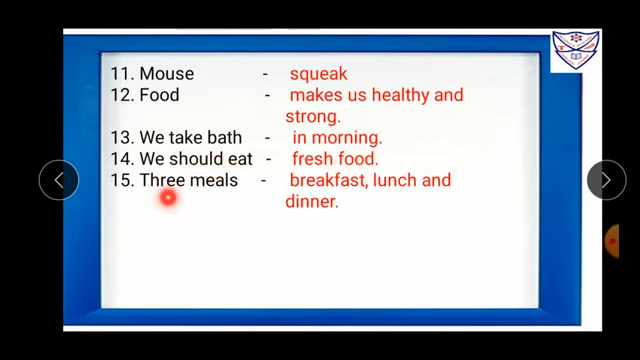 11. Mouse - squeak
12. Food - makes us healthy and
strong.
13. We take bath - in morning.
14. We should eat - fresh food.
15. Three meals - breakfast, lunch and
dinner.